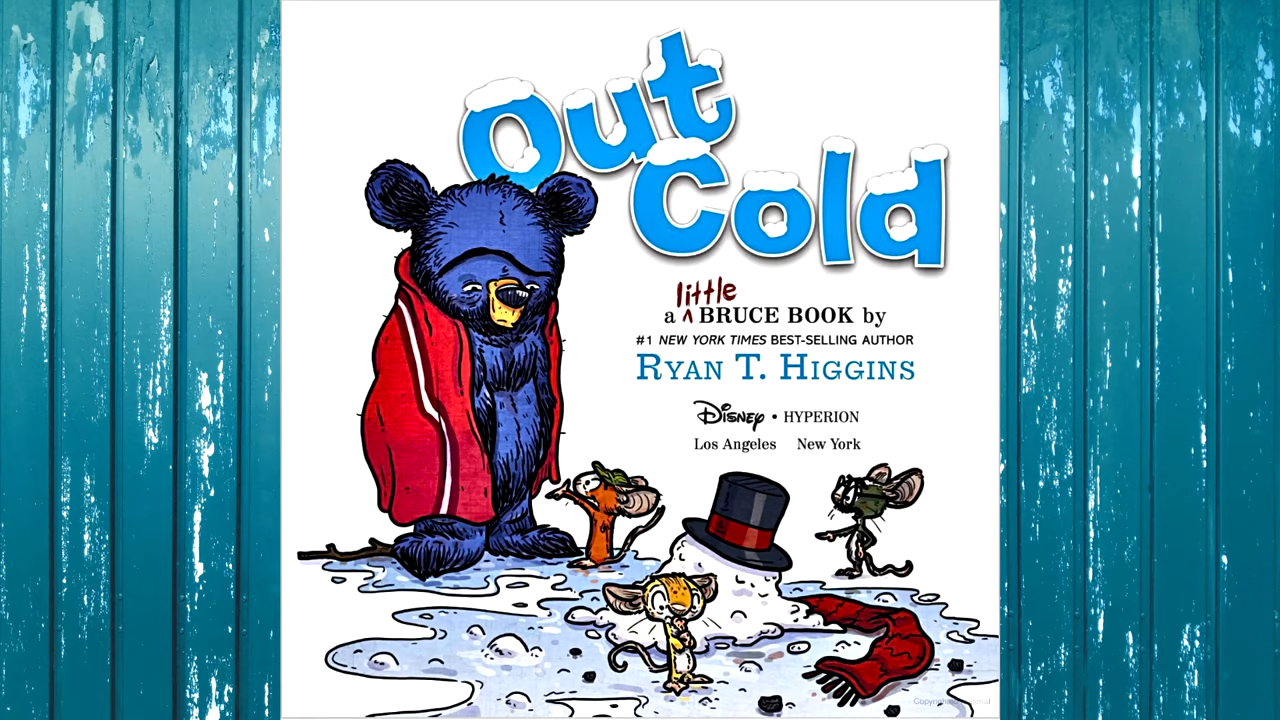 Out
Cold
little
a ^ BRUCE BOOK by
#1 NEW YORK TIMES BEST-SELLING AUTHOR
RYAN T. HIGGINS
Disney • HYPERION
Los Angeles New York